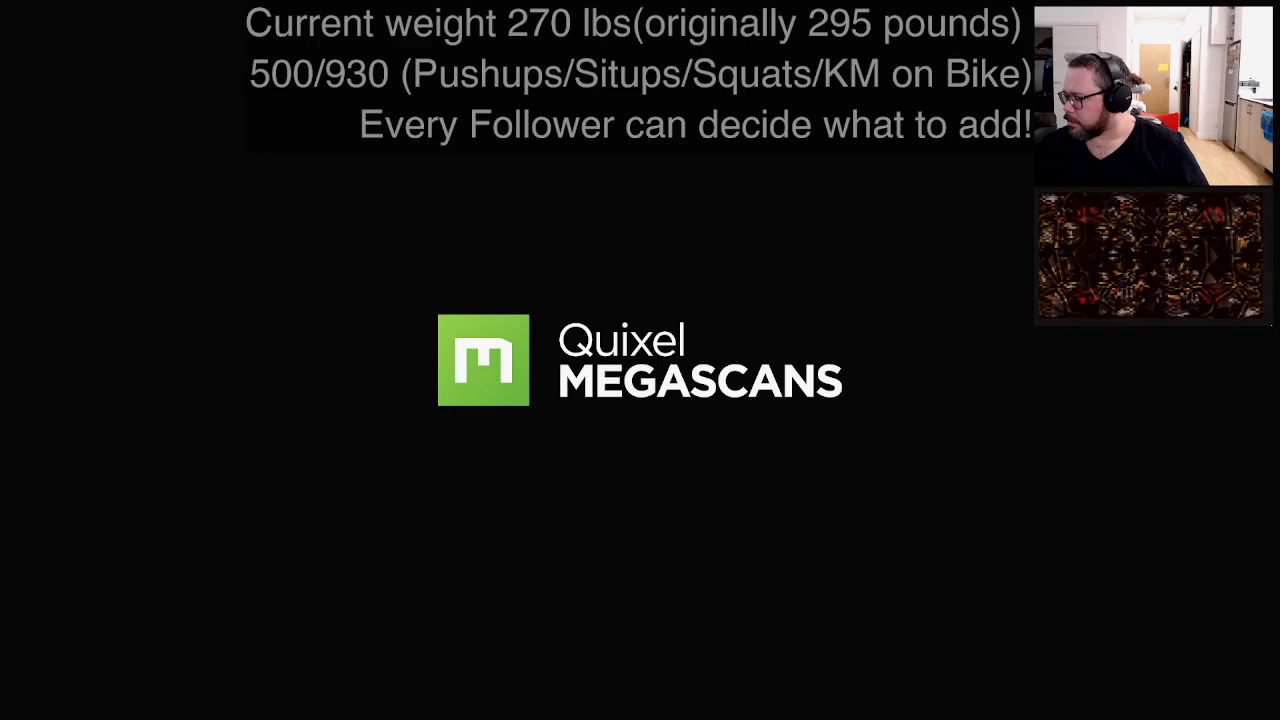 Current weight 270 lbs(originally 295 pounds)
500/930 (Pushups/Situps/Squats/KM on Bike)
Every Follower can decide what to add!
Quixel
MEGASCANS